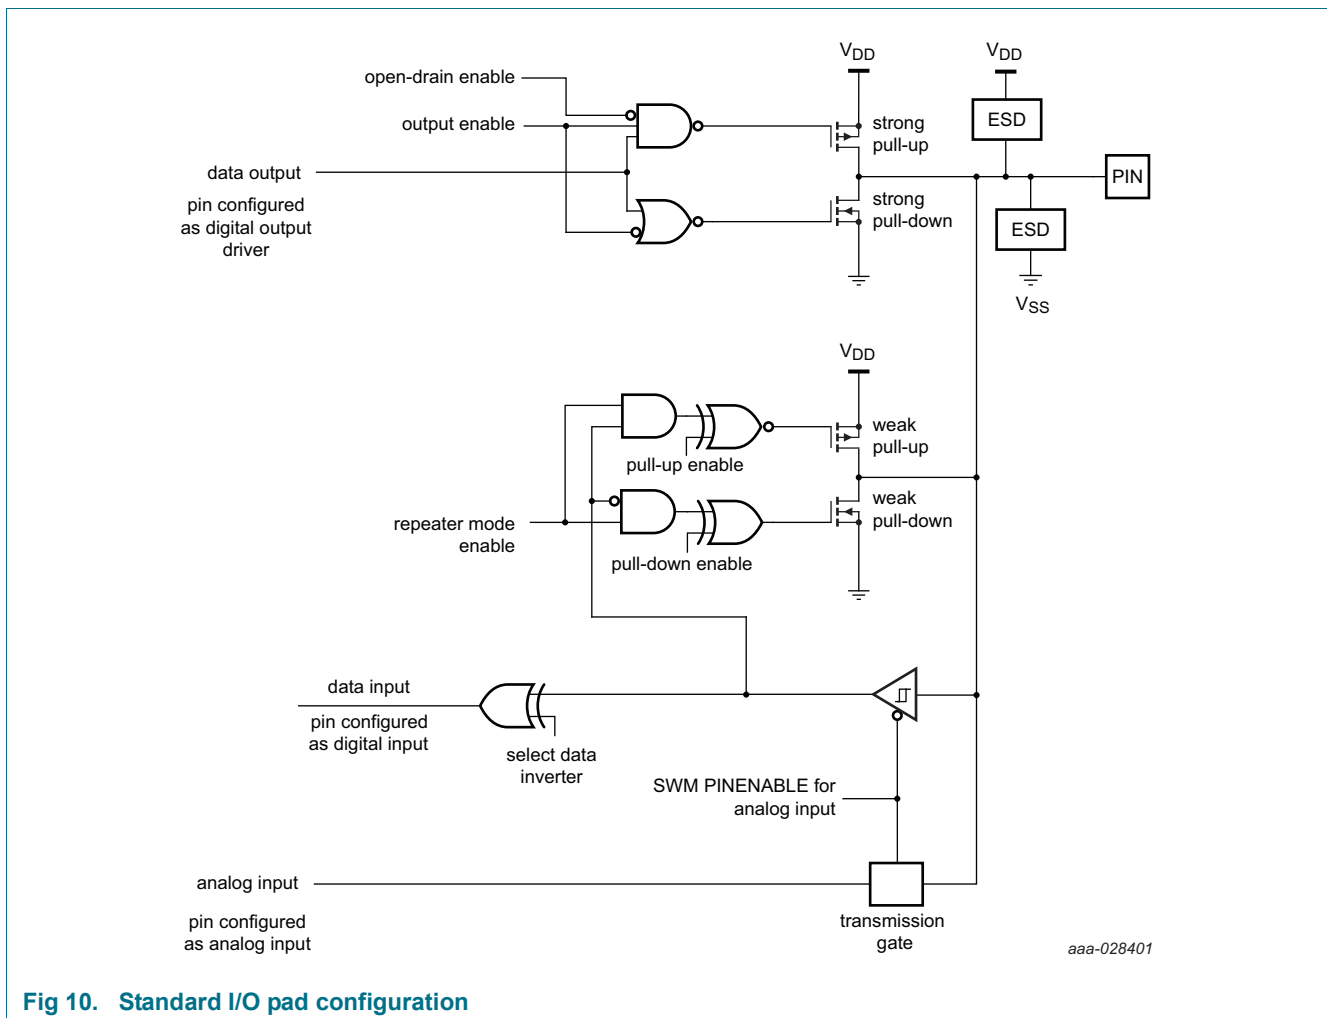 VDD
VDD
open-drain enable
output enable
ESD
strong
pull-up
data output
PIN
pin configured
as digital output
driver
strong
pull-down
ESD
VSS
VDD
weak
pull-up
pull-up enable
weak
pull-down
repeater mode
enable
pull-down enable
data input
pin configured
as digital input
select data
inverter
SWM PINENABLE for
analog input
analog input
pin configured
as analog input
transmission
gate
aaa-028401
Fig 10. Standard I/O pad configuration